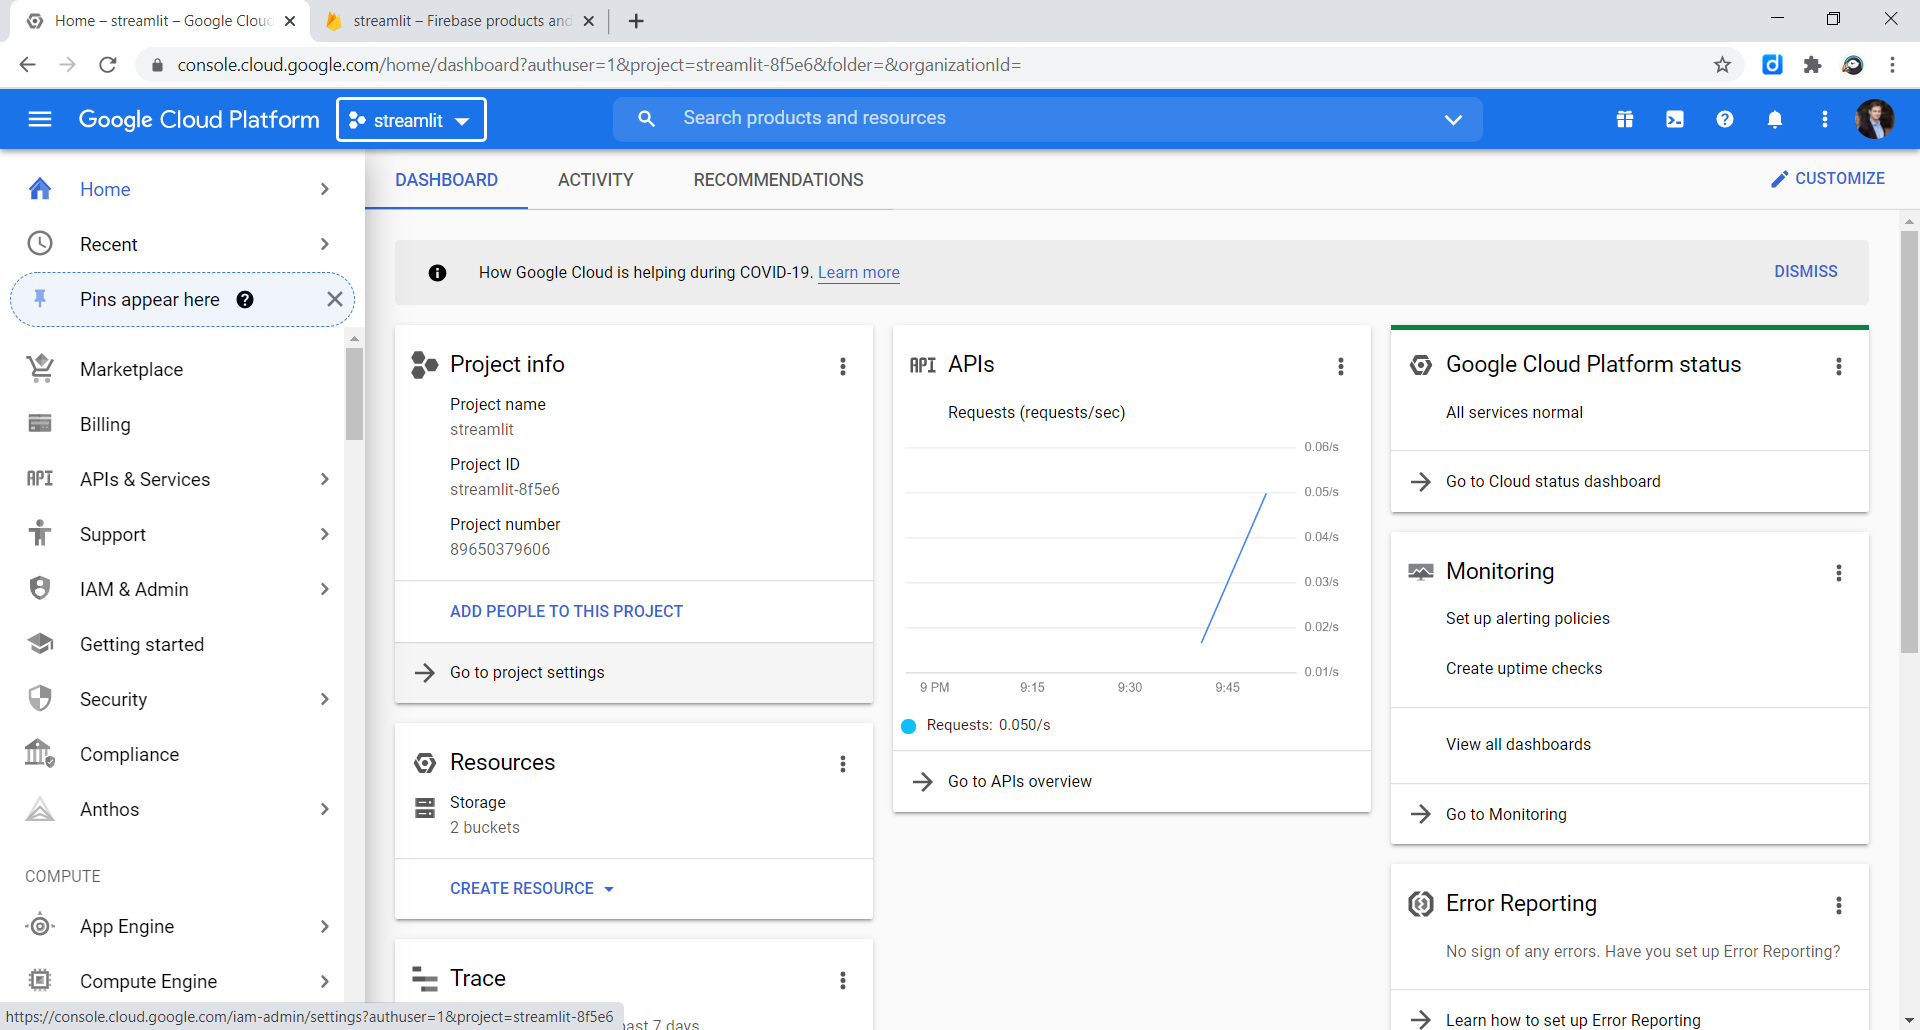 Home – streamlit – Google Cloud
streamlit – Firebase products and
console.cloud.google.com/home/dashboard?authuser=1&project=streamlit-8f5e6&folder=&organizationId=
Google Cloud Platform
streamlit
Search products and resources
Home
Recent
Pins appear here
Marketplace
Billing
API
APIs & Services
Support
IAM & Admin
Getting started
Security
Compliance
Anthos
COMPUTE
App Engine
Compute Engine
https://console.cloud.google.com/iam-admin/settings?authuser=1&project=streamlit-8f5e6
DASHBOARD
ACTIVITY
RECOMMENDATIONS
CUSTOMIZE
How Google Cloud is helping during COVID-19. Learn more
DISMISS
Project info
Project name
streamlit
Project ID
streamlit-8f5e6
Project number
89650379606
ADD PEOPLE TO THIS PROJECT
Go to project settings
Resources
Storage
2 buckets
CREATE RESOURCE
Trace
past 7 days
API APIs
Requests (requests/sec)
0.06/s
0.05/s
0.04/s
0.03/s
0.02/s
0.01/s
9 PM 9:15 9:30 9:45
Requests: 0.050/s
Go to APIs overview
Google Cloud Platform status
All services normal
Go to Cloud status dashboard
Monitoring
Set up alerting policies
Create uptime checks
View all dashboards
Go to Monitoring
Error Reporting
No sign of any errors. Have you set up Error Reporting?
Learn how to set up Error Reporting